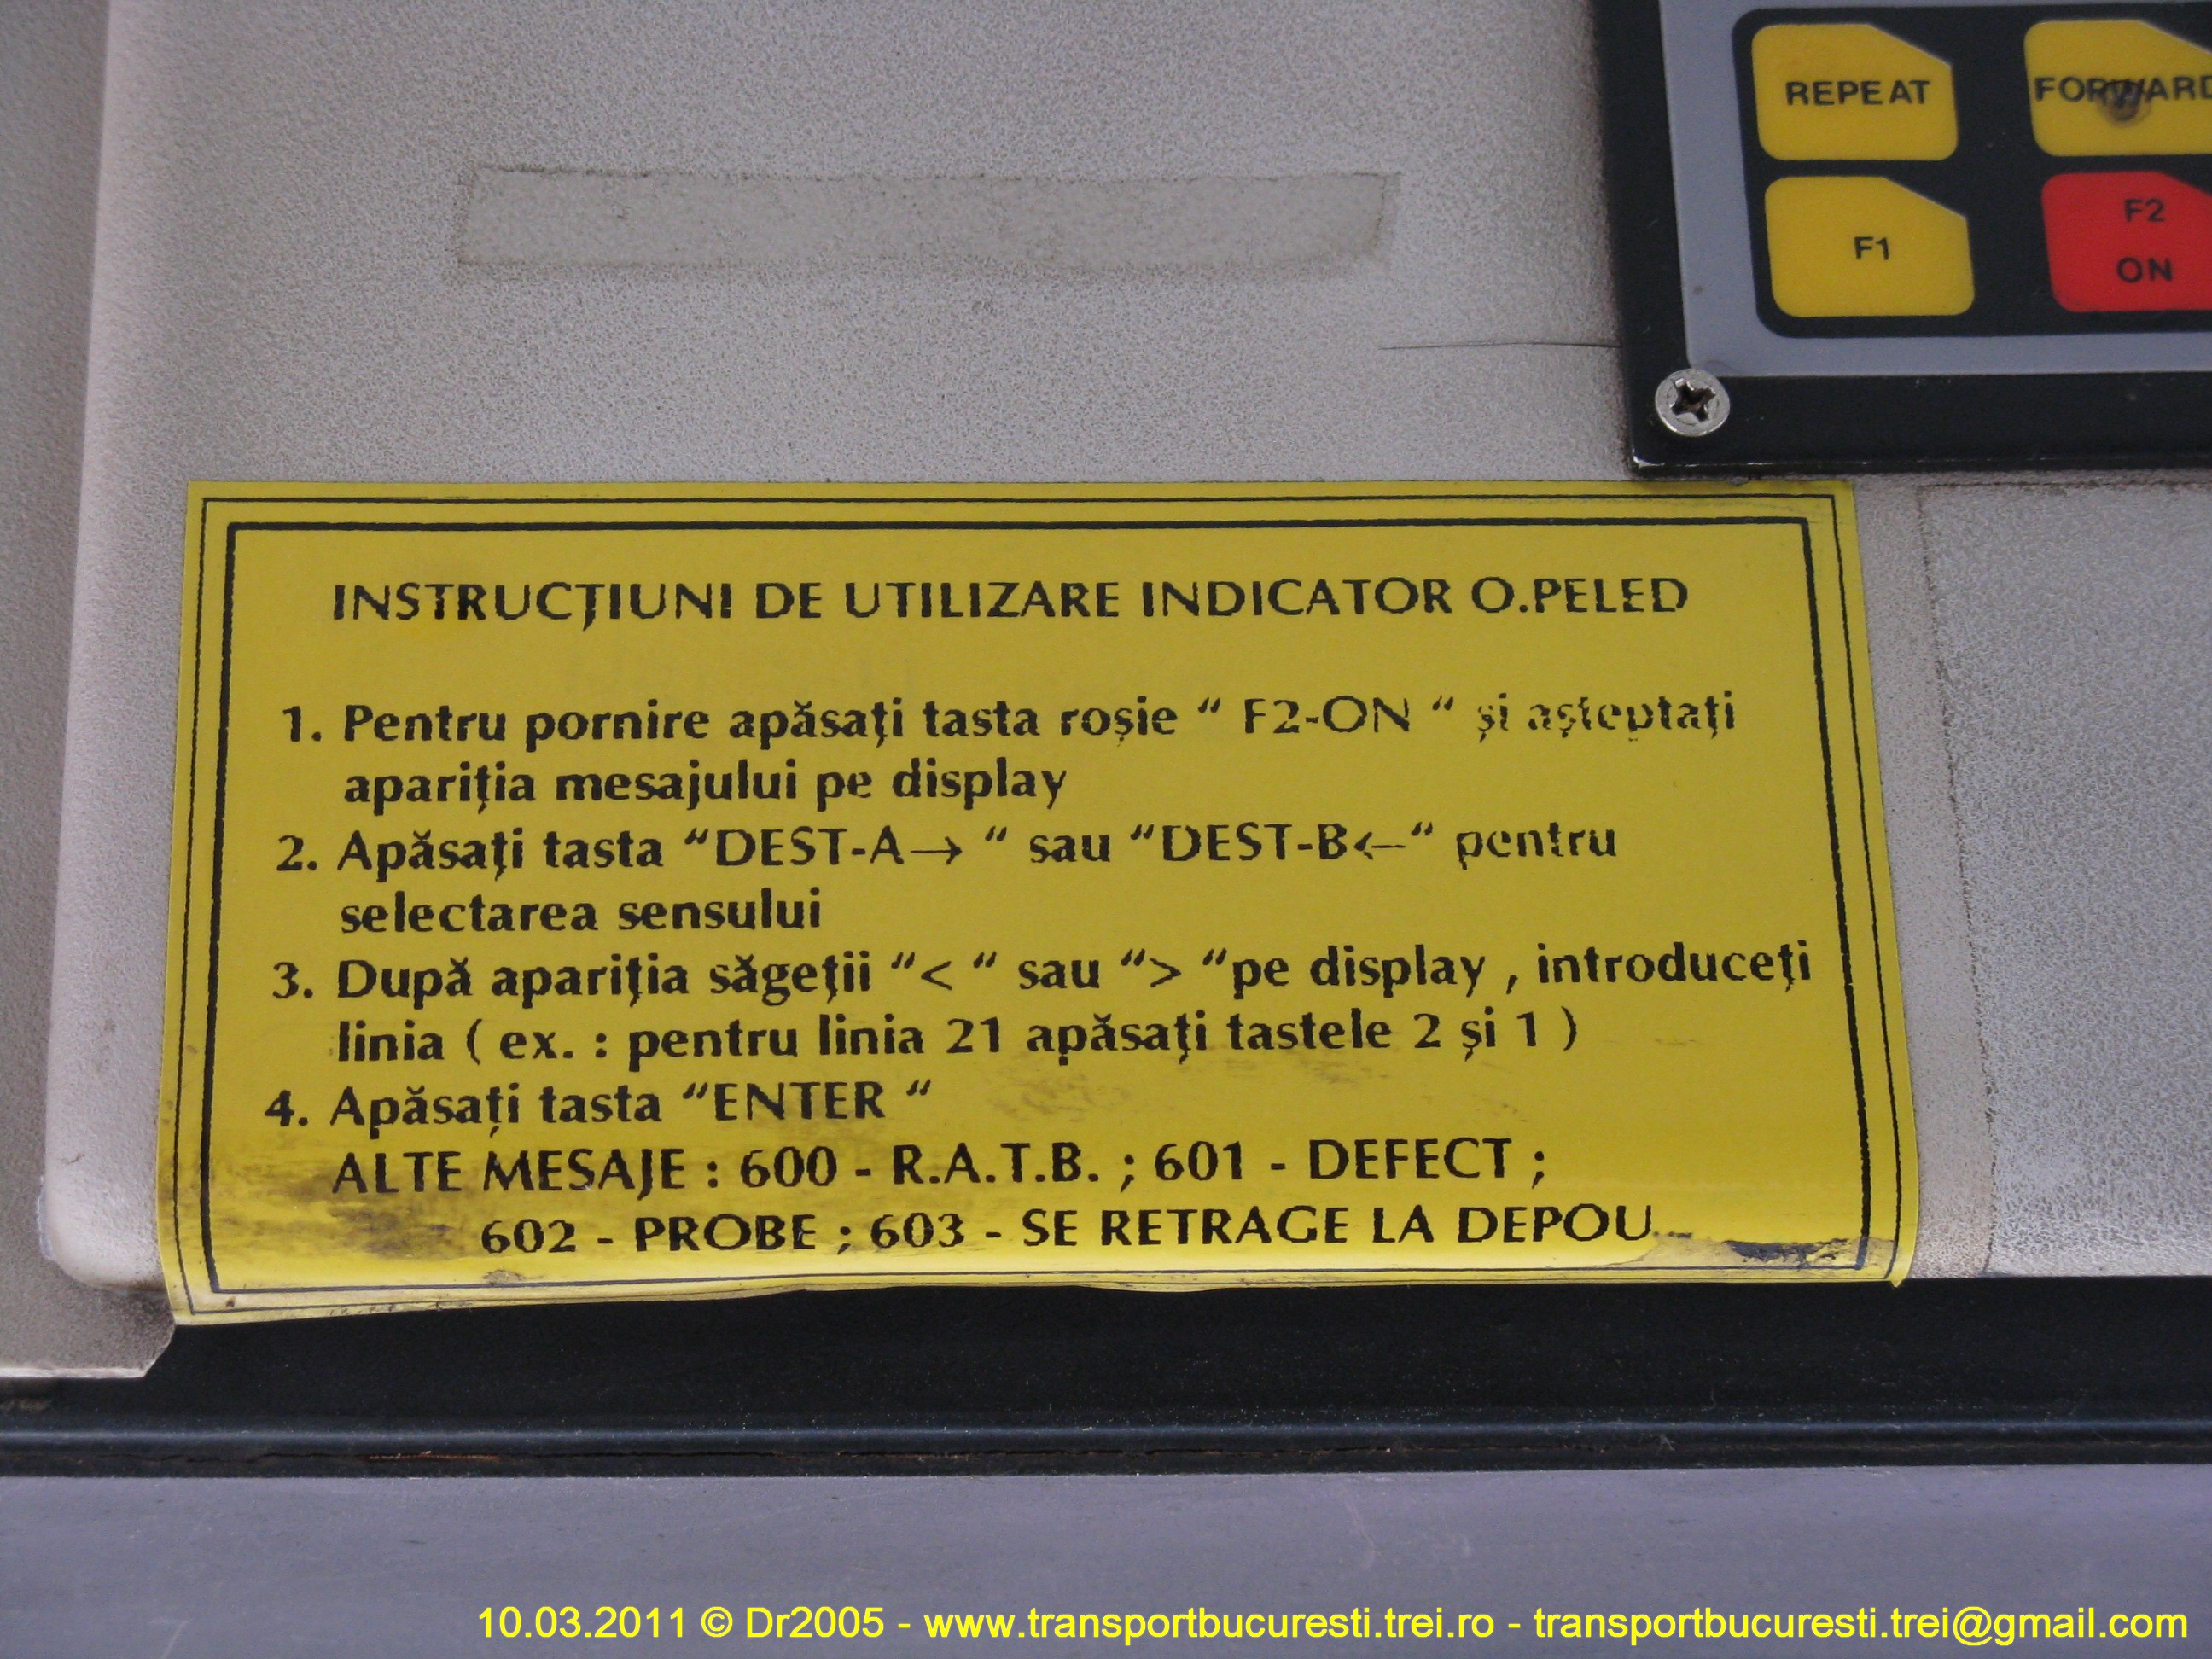 REPEAT
FORWARD
F1
F2
ON
INSTRUCȚIUNI DE UTILIZARE INDICATOR O.PELED
1. Pentru pornire apăsați tasta roșie “ F2-ON “ și așteptați
apariția mesajului pe display
2. Apăsați tasta “DEST-A→ “ sau “DEST-B←“ pentru
selectarea sensului
3. După apariția săgeții “< “ sau “> “pe display , introduceți
linia ( ex. : pentru linia 21 apăsați tastele 2 și 1 )
4. Apăsați tasta “ENTER “
ALTE MESAJE : 600 - R.A.T.B. ; 601 - DEFECT ;
602 - PROBE ; 603 - SE RETRAGE LA DEPOU
10.03.2011 © Dr2005 - www.transportbucuresti.trei.ro - transportbucuresti.trei@gmail.com